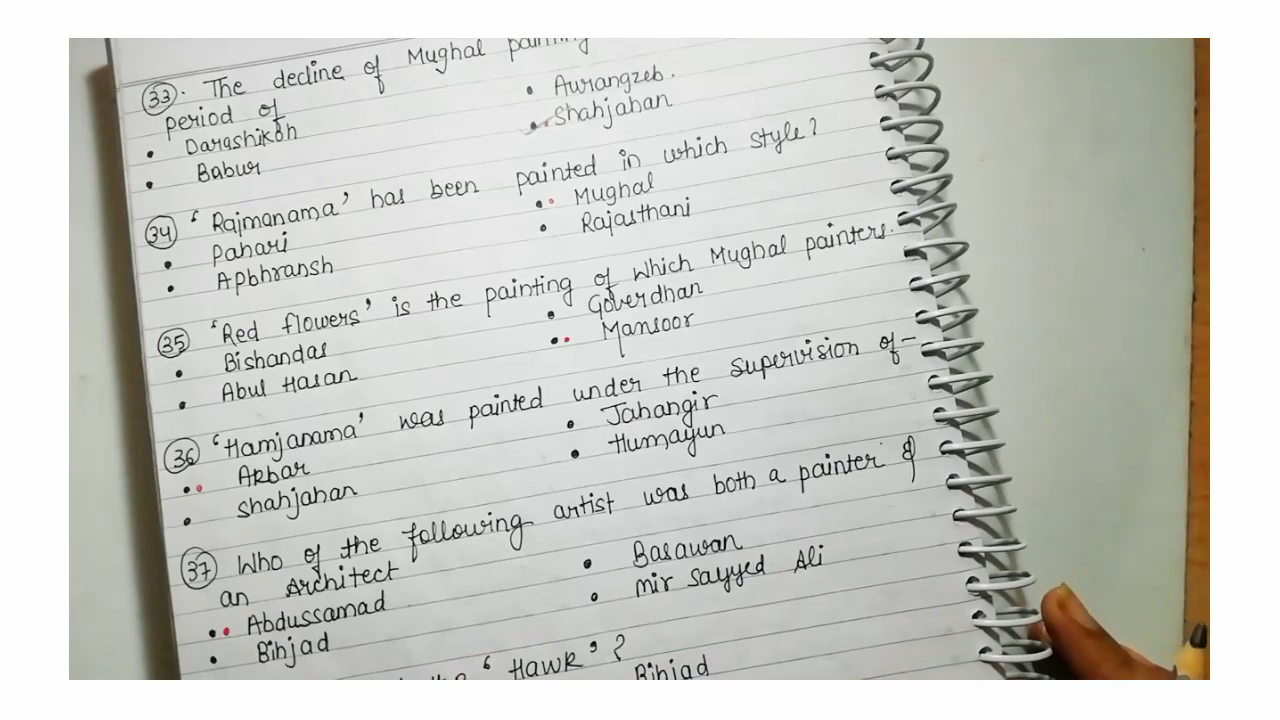 33. The decline of Mughal painting
period of
• Darashikoh • Aurangzeb.
• Babur • Shahjahan
34 'Rajmanama' has been painted in which style?
• Pahari • Mughal
• Apbhransh • Rajasthani
35 'Red flowers' is the painting of which Mughal painters.
• Bishandas • Goverdhan
• Abul Hasan • Mansoor
36 'Hamjanama' was painted under the supervision of-
• Akbar • Jahangir
• Shahjahan • Humayun
37 Who of the following artist was both a painter &
an Architect
• Abdussamad • Basawan
• Bihjad • Mir Sayyed Ali
'Hawk'?
Bihjad